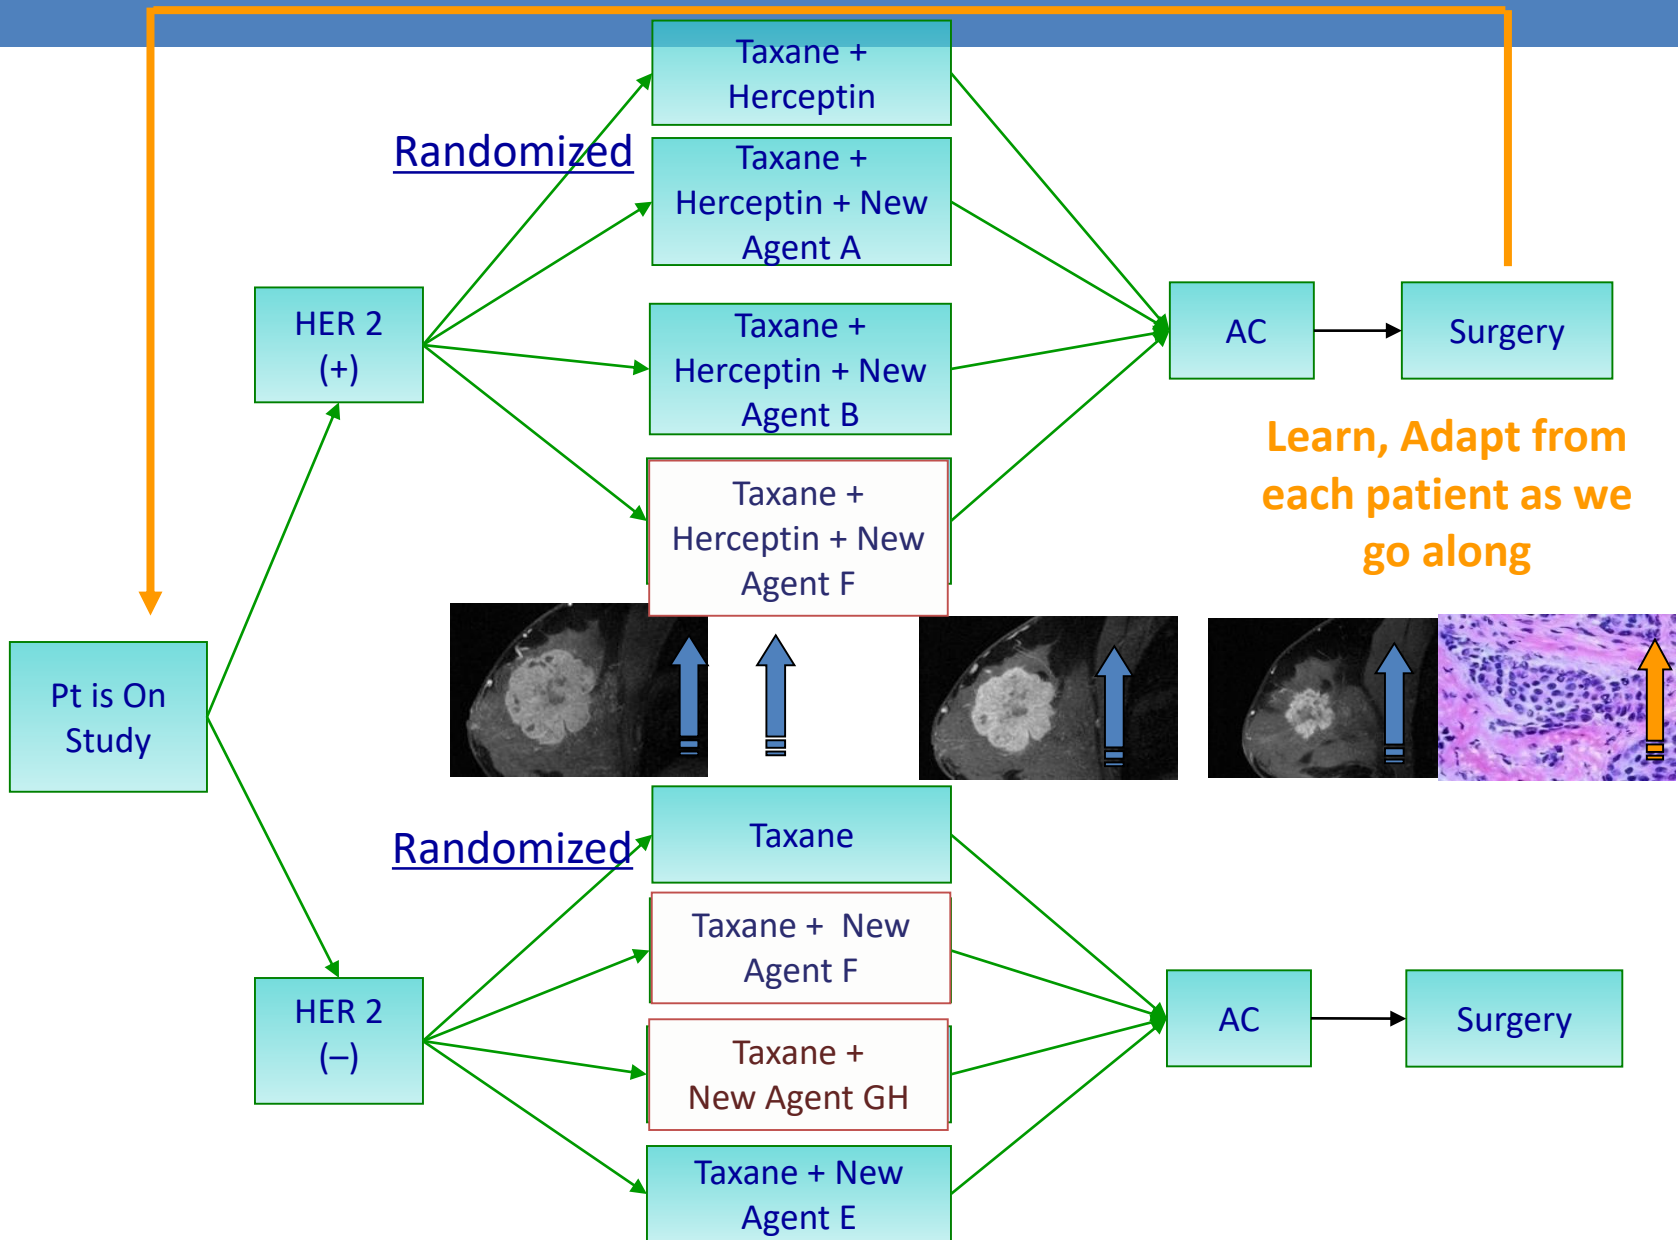 Taxane +
Herceptin
Randomized
Taxane +
Herceptin + New
Agent A
HER 2
(+)
Taxane +
Herceptin + New
Agent B
AC
Surgery
Learn, Adapt from
each patient as we
go along
Taxane +
Herceptin + New
Agent F
Pt is On
Study
Randomized
Taxane
Taxane +  New
Agent F
HER 2
(–)
Taxane +
New Agent GH
AC
Surgery
Taxane + New
Agent E